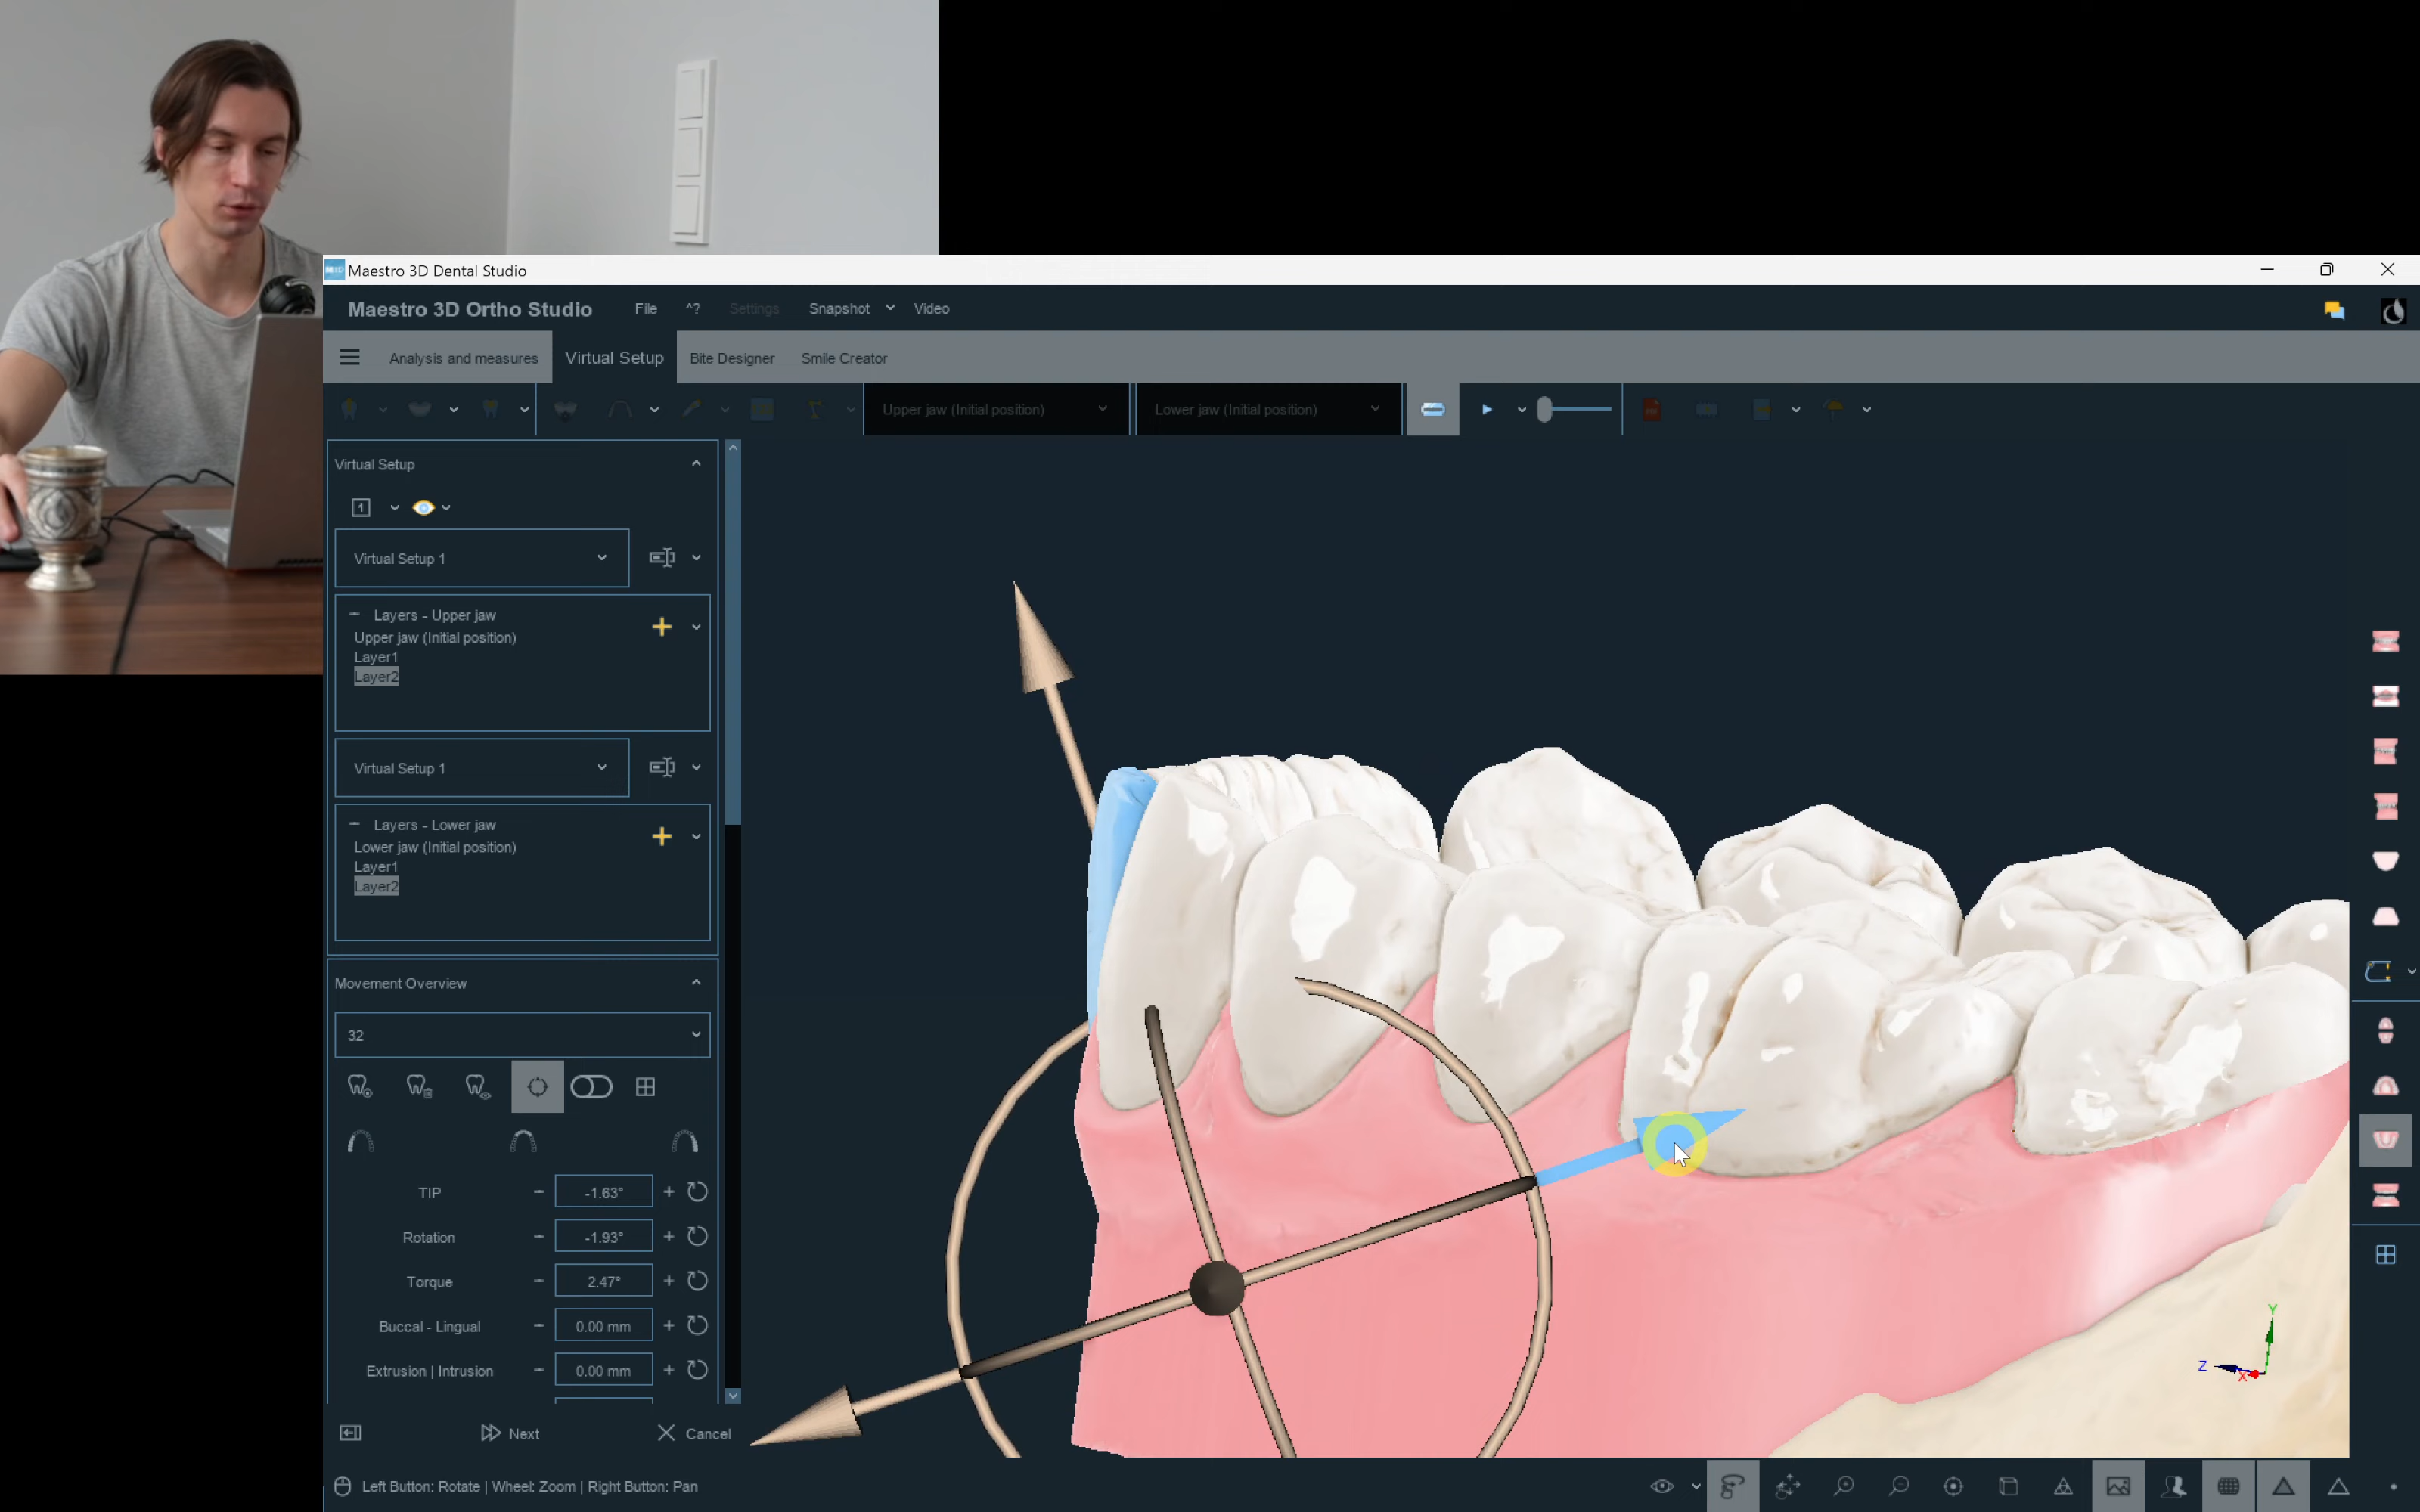 Maestro 3D Dental Studio
Maestro 3D Ortho Studio File ^? Settings Snapshot Video
Analysis and measures Virtual Setup Bite Designer Smile Creator
Upper jaw (Initial position) Lower jaw (Initial position)
Virtual Setup
1
Virtual Setup 1
Layers - Upper jaw
Upper jaw (Initial position)
Layer1
Layer2
Virtual Setup 1
Layers - Lower jaw
Lower jaw (Initial position)
Layer1
Layer2
Movement Overview
32
TIP -1.63°
Rotation -1.93°
Torque 2.47°
Buccal - Lingual 0.00 mm
Extrusion | Intrusion 0.00 mm
Next Cancel
Y
Z
X
Left Button: Rotate | Wheel: Zoom | Right Button: Pan